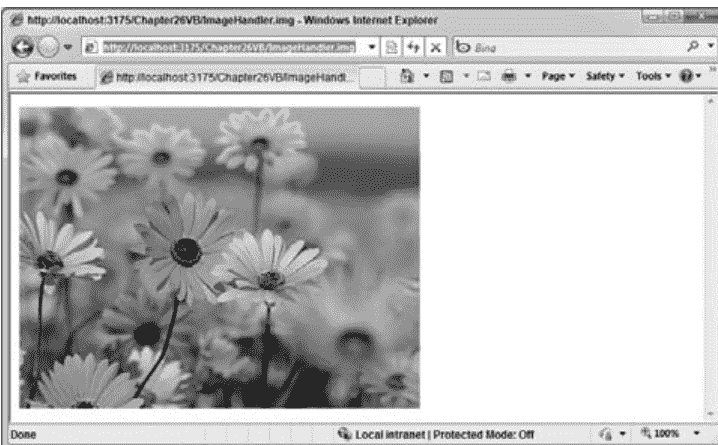 http://localhost:3175/Chapter26VB/ImageHandler.img - Windows Internet Explorer
http://localhost:3175/Chapter26VB/ImageHandler.img
Bing
Favorites
http://localhost:3175/Chapter26VB/ImageHandl...
Page
Safety
Tools
Done
Local intranet | Protected Mode: Off
100%